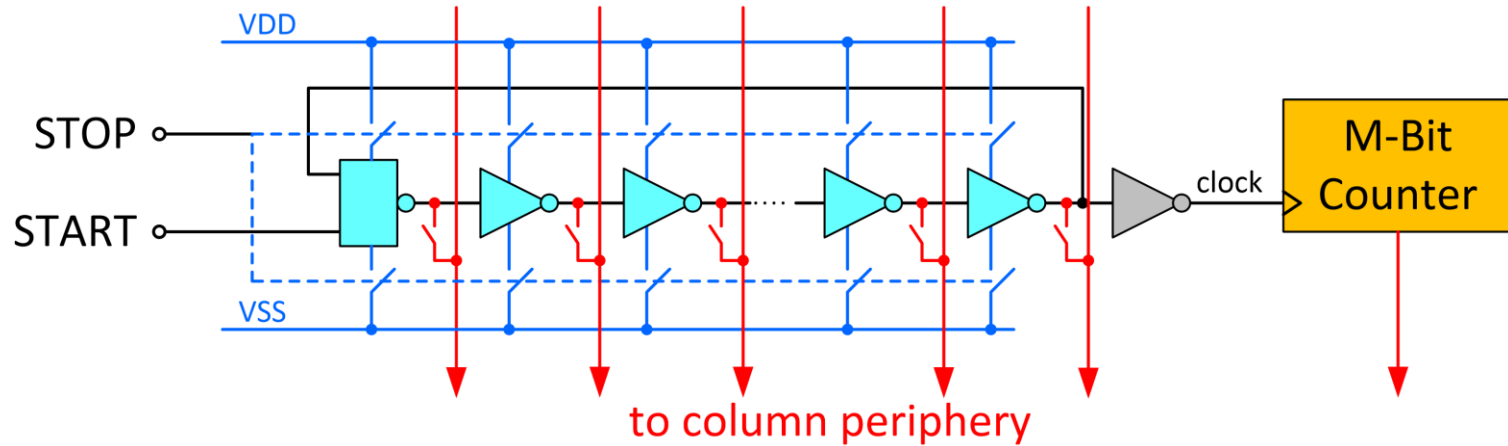 VDD
STOP
START
VSS
clock
M-Bit
Counter
to column periphery